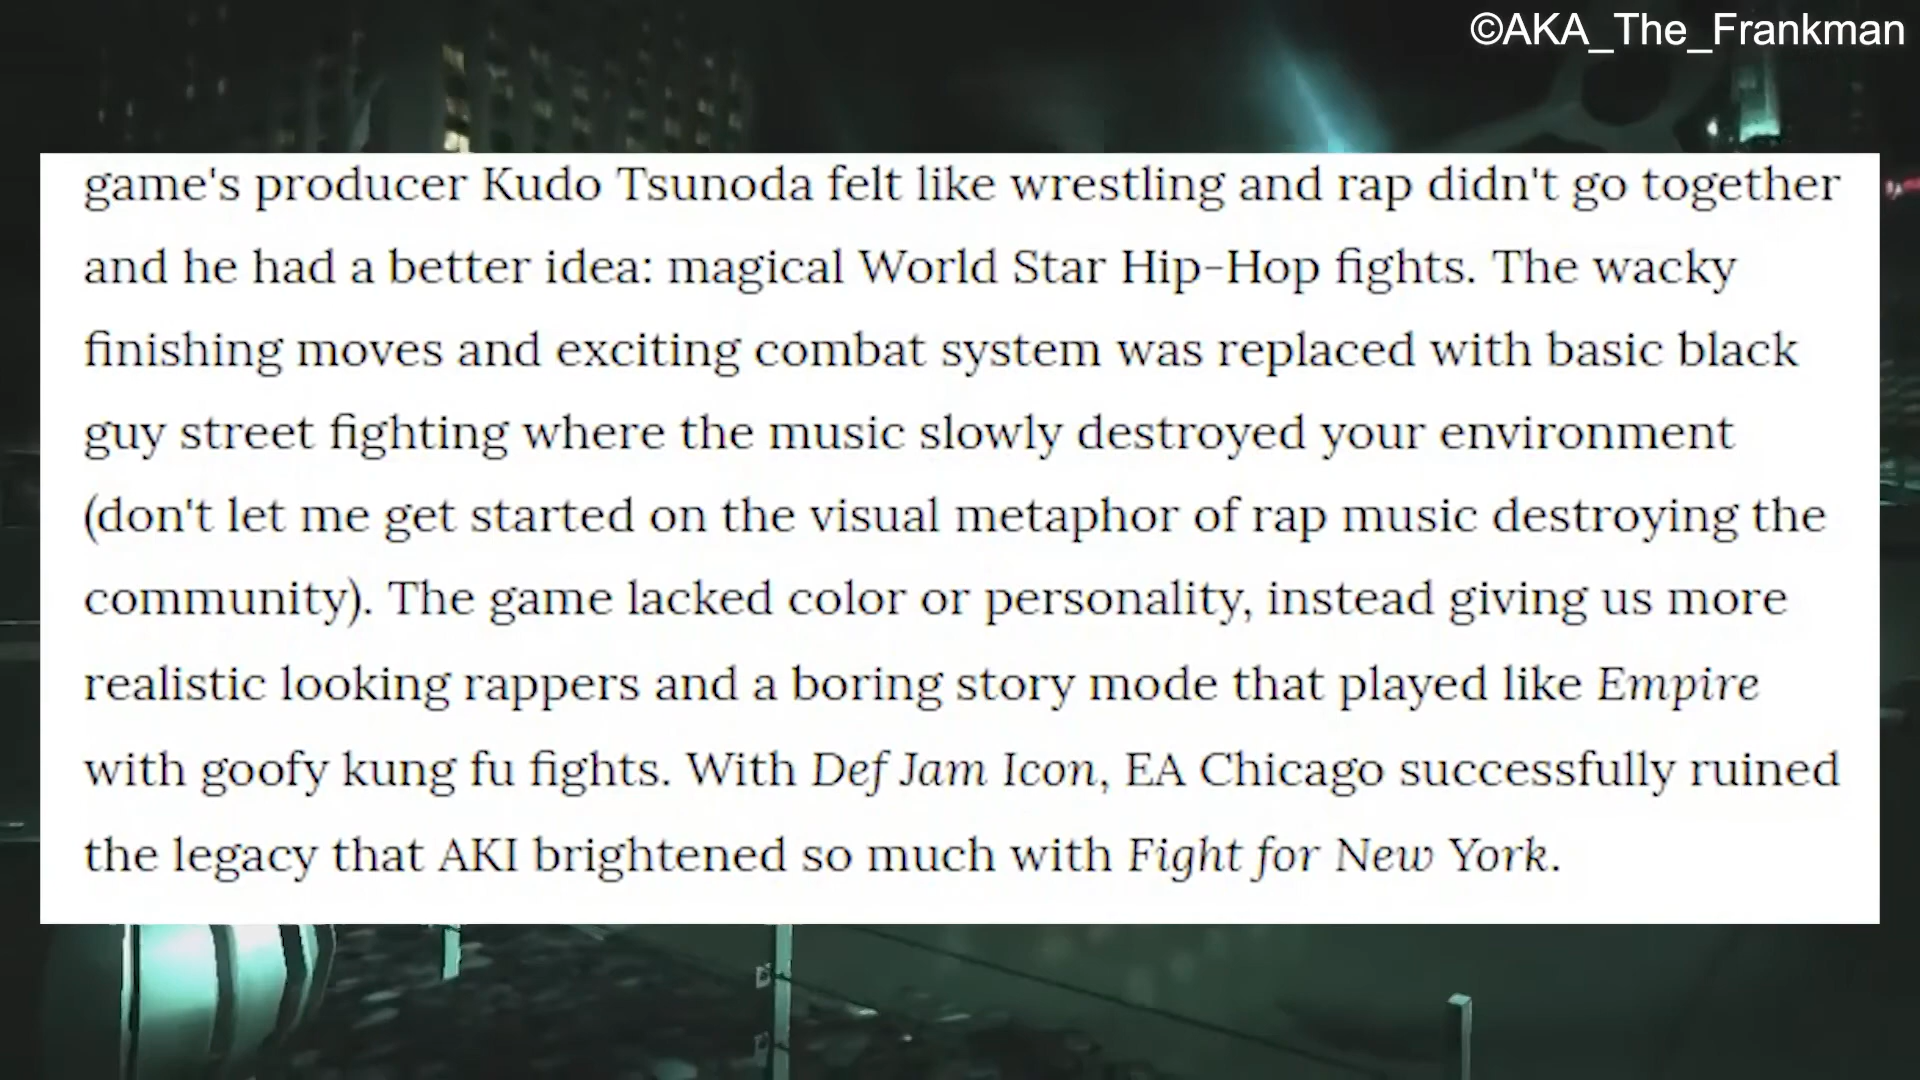 ©AKA_The_Frankman
game's producer Kudo Tsunoda felt like wrestling and rap didn't go together
and he had a better idea: magical World Star Hip-Hop fights. The wacky
finishing moves and exciting combat system was replaced with basic black
guy street fighting where the music slowly destroyed your environment
(don't let me get started on the visual metaphor of rap music destroying the
community). The game lacked color or personality, instead giving us more
realistic looking rappers and a boring story mode that played like Empire
with goofy kung fu fights. With Def Jam Icon, EA Chicago successfully ruined
the legacy that AKI brightened so much with Fight for New York.